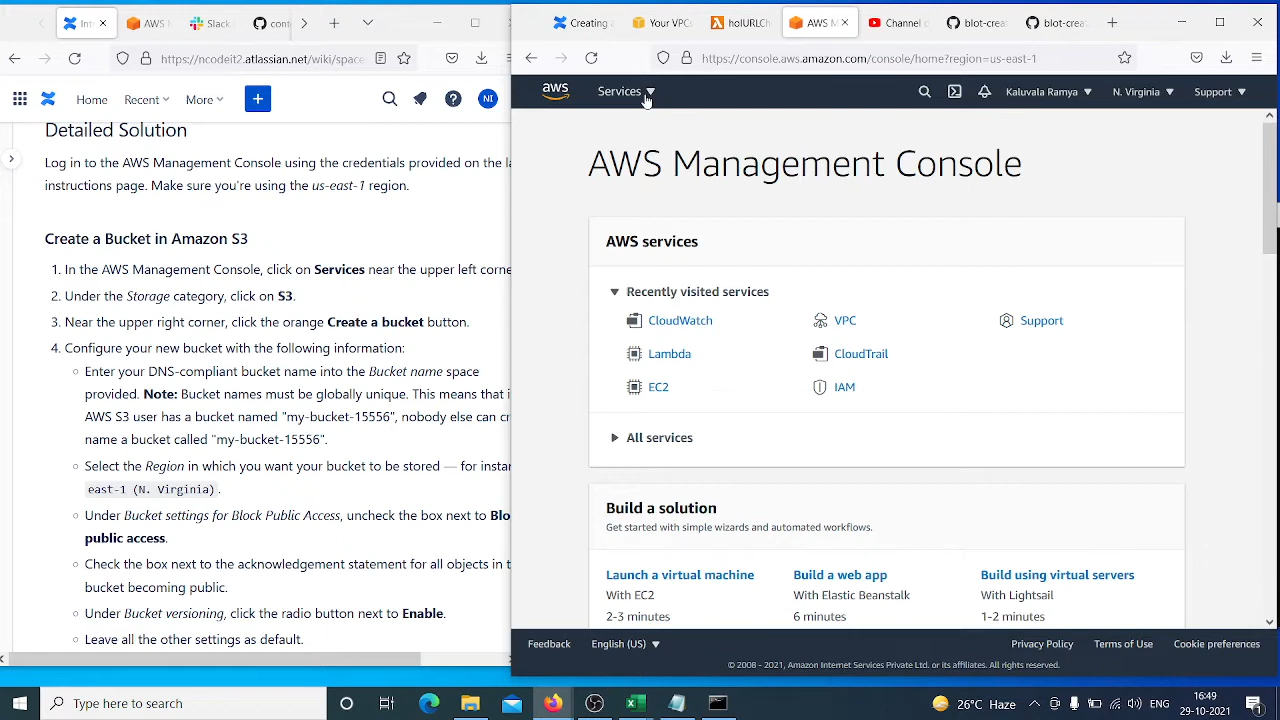 Int
AWS
Slack
cont
Creating a
Your VPCs
holURLCh
AWS M
Channel c
blot-crea
blot-crea
https://ncodeit2.atlassian.net/wiki/space
https://console.aws.amazon.com/console/home?region=us-east-1
Home
Recent
More
+
NI
aws
Services
Kaluvala Ramya
N. Virginia
Support
Detailed Solution
Log in to the AWS Management Console using the credentials provided on the la
instructions page. Make sure you're using the us-east-1 region.
Create a Bucket in Amazon S3
1. In the AWS Management Console, click on Services near the upper left corne
2. Under the Storage category, click on S3.
3. Near the upper right corner, click the orange Create a bucket button.
4. Configure your new bucket with the following information:
Enter your DNS-compliant bucket name into the Bucket name space
provided. Note: Bucket names must be globally unique. This means that i
AWS S3 user has a bucket named "my-bucket-15556", nobody else can cr
name a bucket called "my-bucket-15556".
Select the Region in which you want your bucket to be stored — for instar
east-1 (N. Virginia).
Under Bucket settings for Block Public Access, uncheck the box next to Blo
public access.
Check the box next to the acknowledgement statement for all objects in t
bucket becoming public.
Under Bucket versioning, click the radio button next to Enable.
Leave all the other settings as default.
AWS Management Console
AWS services
Recently visited services
CloudWatch
VPC
Support
Lambda
CloudTrail
EC2
IAM
All services
Build a solution
Get started with simple wizards and automated workflows.
Launch a virtual machine
With EC2
2-3 minutes
Build a web app
With Elastic Beanstalk
6 minutes
Build using virtual servers
With Lightsail
1-2 minutes
Feedback
English (US)
Privacy Policy
Terms of Use
Cookie preferences
© 2008 - 2021, Amazon Internet Services Private Ltd. or its affiliates. All rights reserved.
Type here to search
26°C Haze
ENG
16:49
29-10-2021